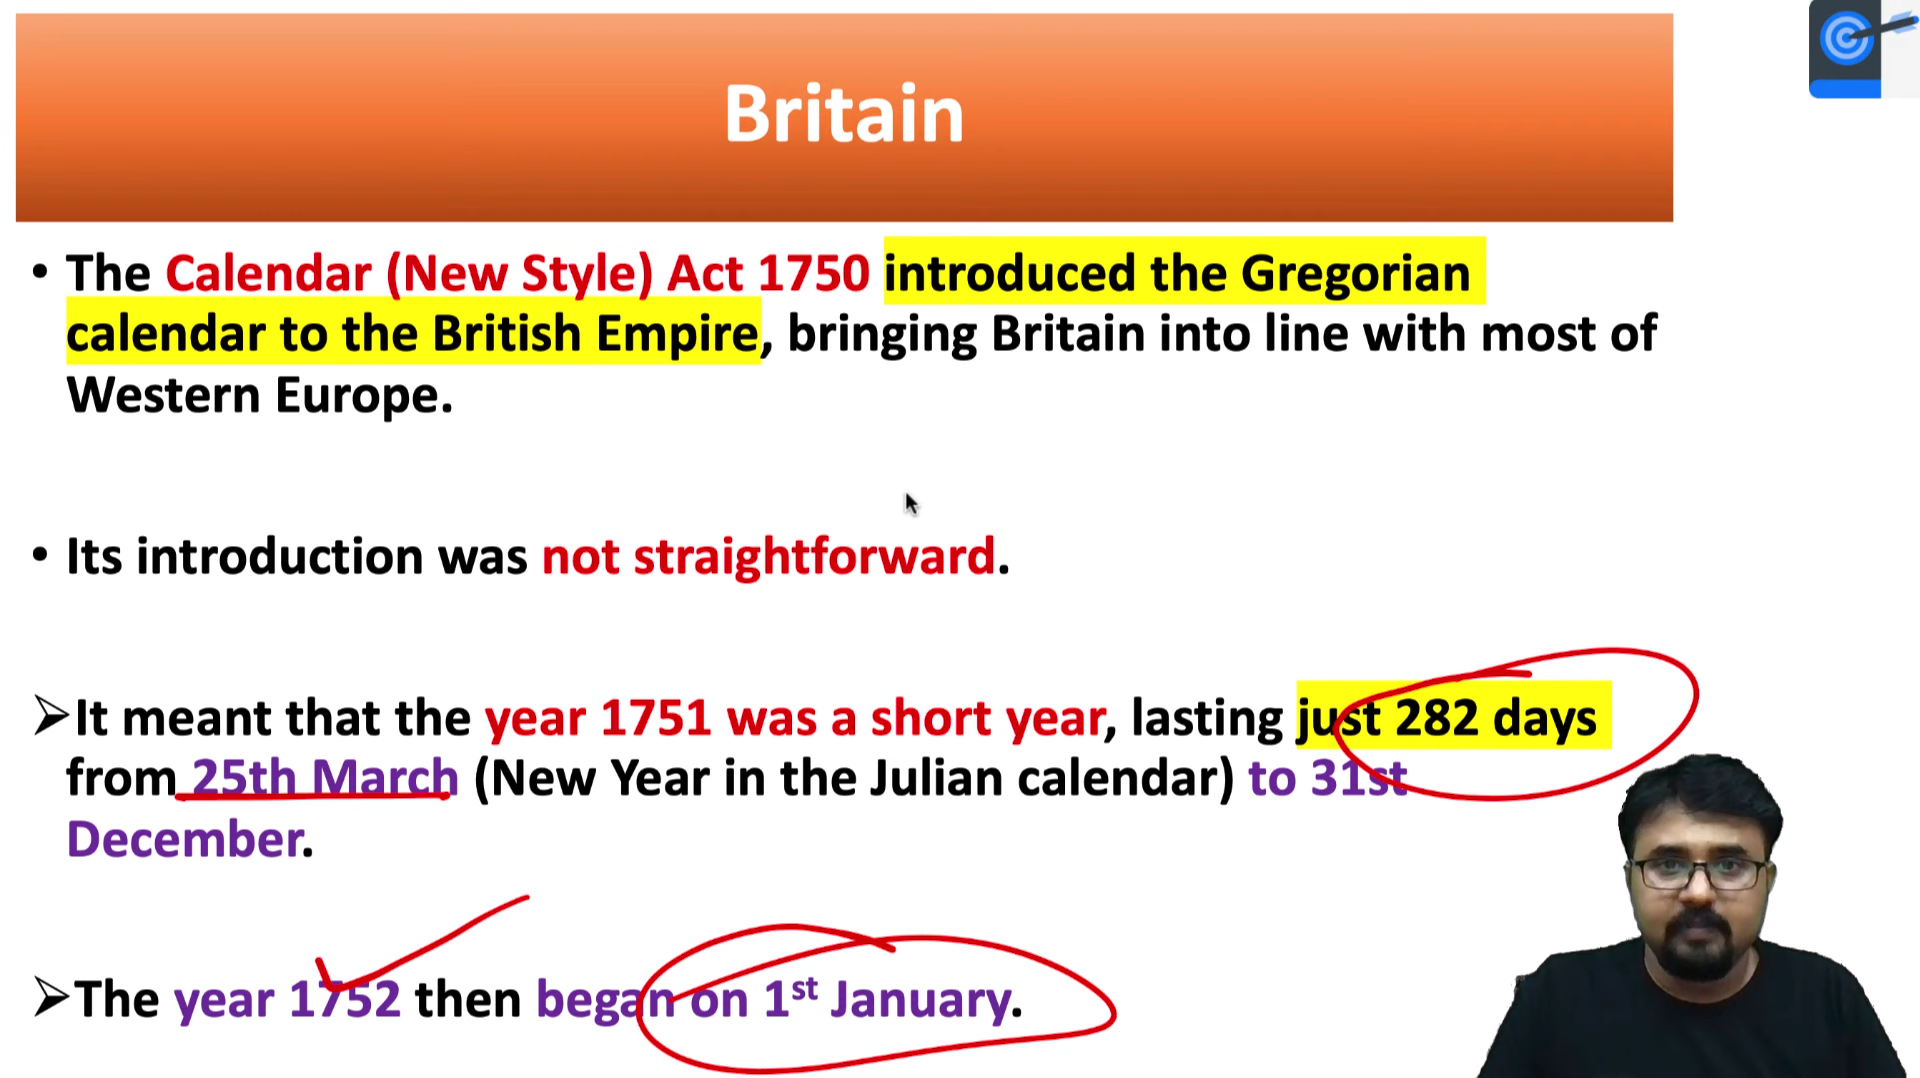 Britain
• The Calendar (New Style) Act 1750 introduced the Gregorian
calendar to the British Empire, bringing Britain into line with most of
Western Europe.
• Its introduction was not straightforward.
➢It meant that the year 1751 was a short year, lasting just 282 days
from 25th March (New Year in the Julian calendar) to 31st
December.
➢The year 1752 then began on 1st January.